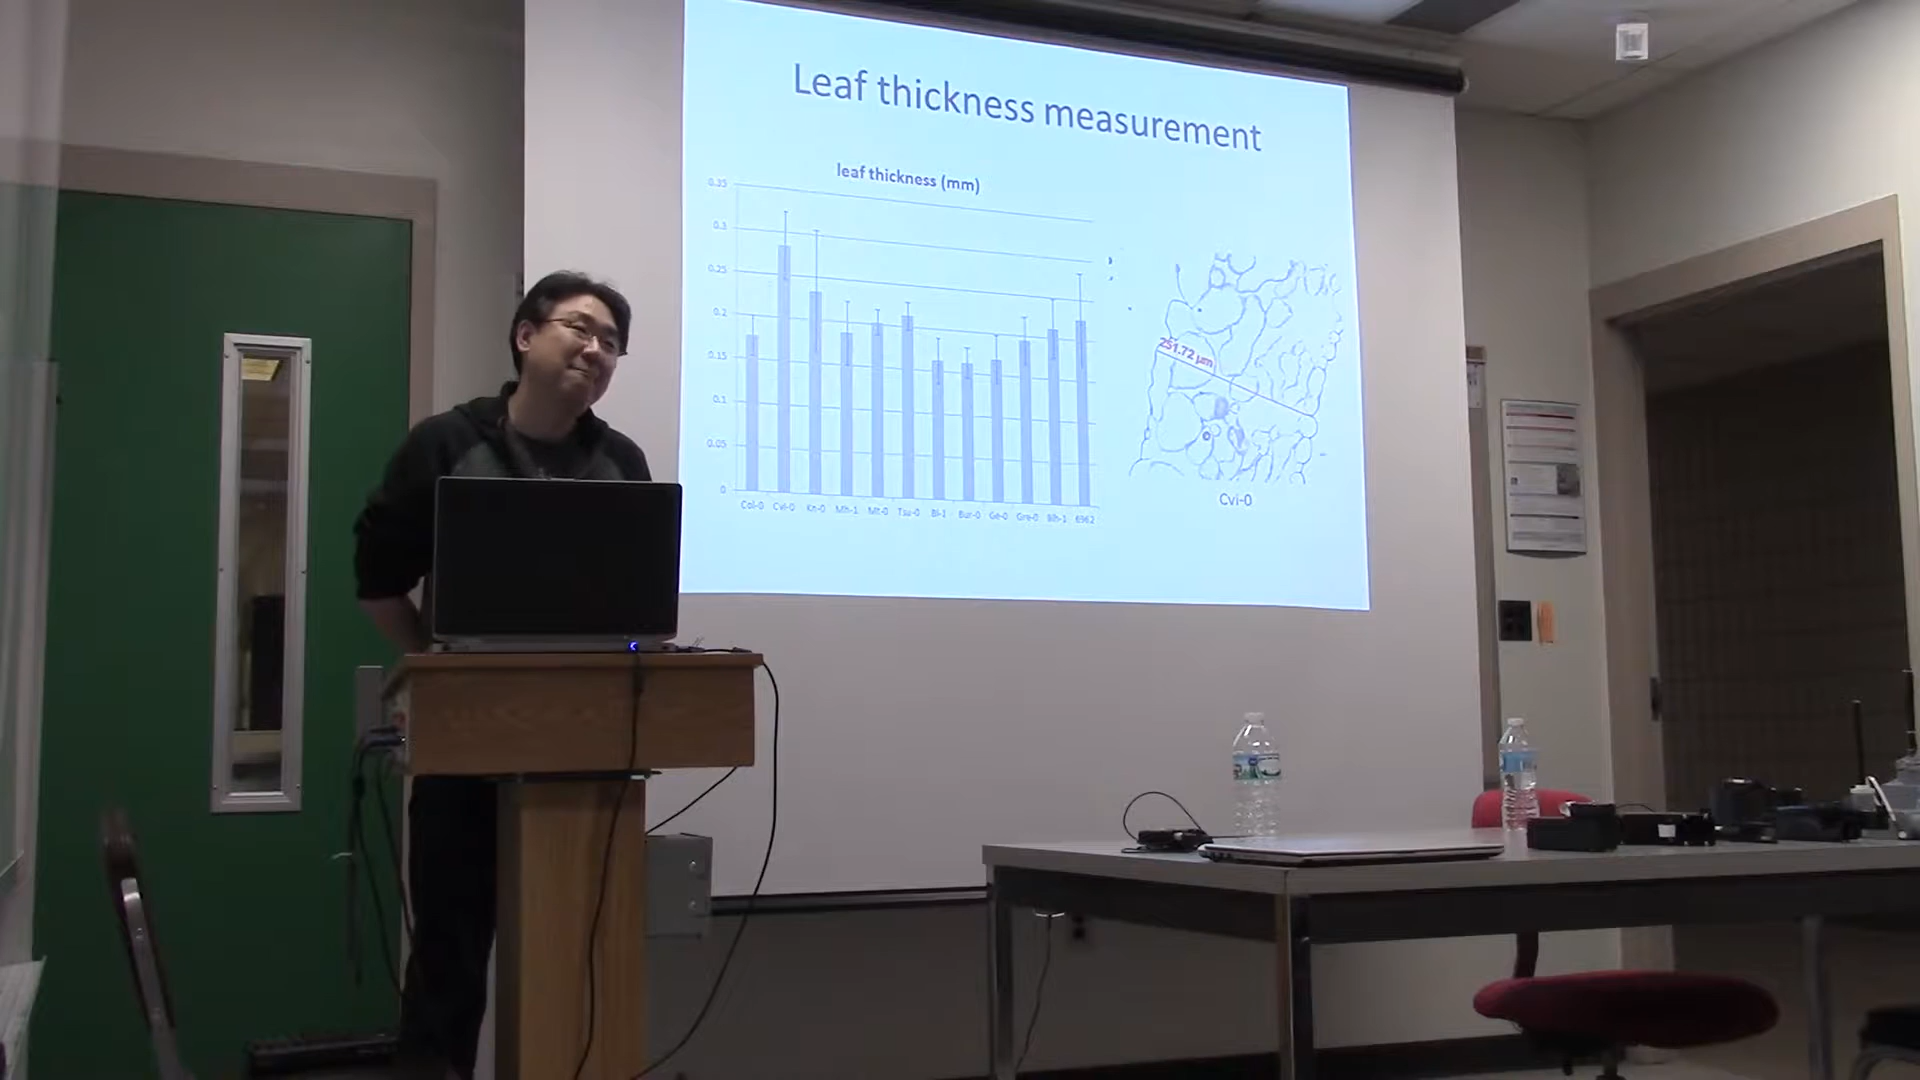 Leaf thickness measurement
leaf thickness (mm)
0.35
0.3
0.25
0.2
0.15
0.1
0.05
0
Col-0 Cvi-0 Kn-0 Mh-1 Mt-0 Tsu-0 Bl-1 Bur-0 Ge-0 Gre-0 Blh-1 6962
251.72 µm
Cvi-0